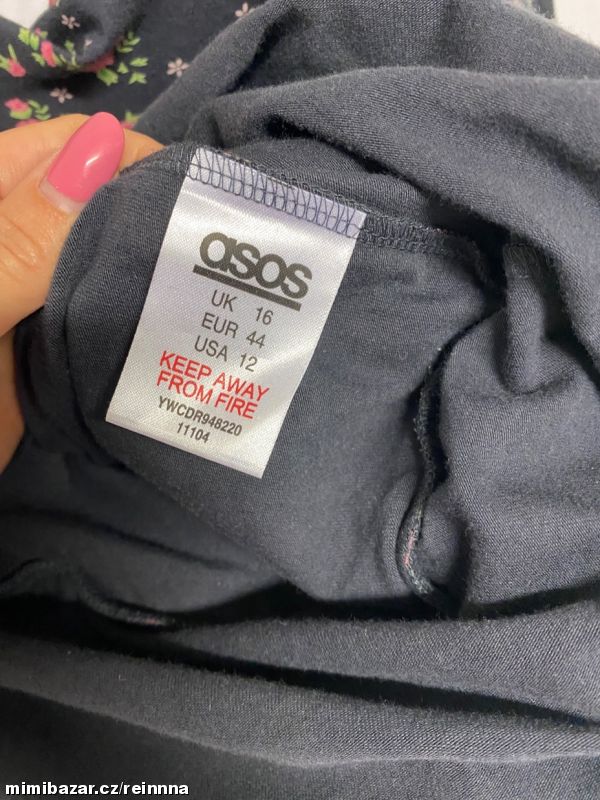 asos
UK 16
EUR 44
USA 12
KEEP AWAY
FROM FIRE
YWCDR948220
11104
mimibazar.cz/reinnna